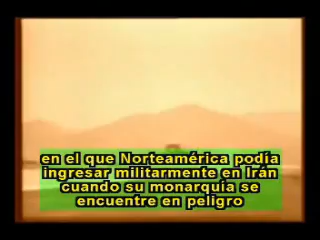 en el que Norteamérica podía
ingresar militarmente en Irán
cuando su monarquía se
encuentre en peligro